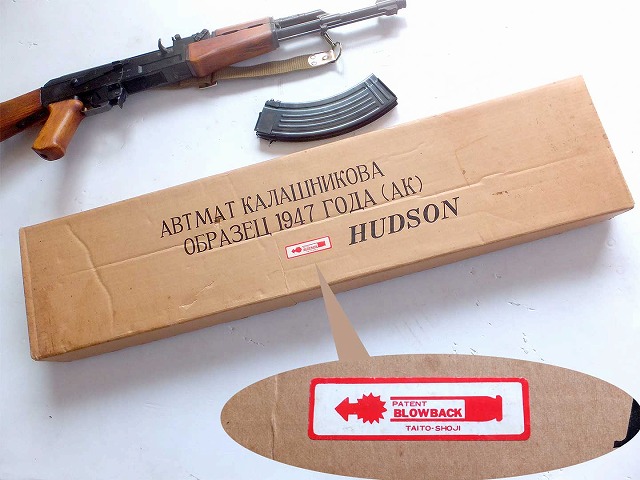 АВТМАТ КАЛАШНИКОВА
ОБРАЗЕЦ 1947 ГОДА (АК)
HUDSON
PATENT
BLOWBACK
TAITO-SHOJI